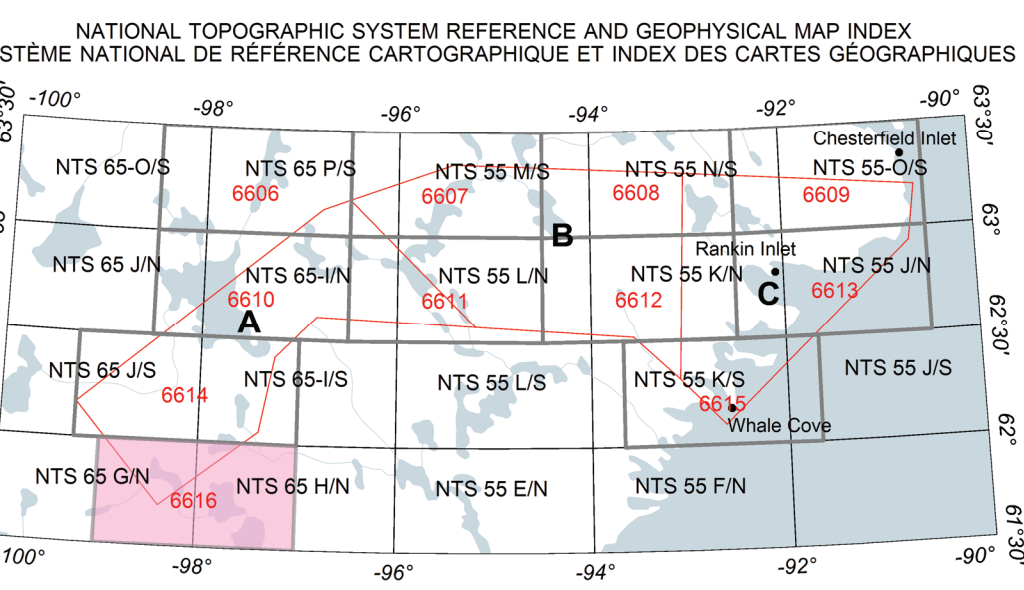 NATIONAL TOPOGRAPHIC SYSTEM REFERENCE AND GEOPHYSICAL MAP INDEX
STÈME NATIONAL DE RÉFÉRENCE CARTOGRAPHIQUE ET INDEX DES CARTES GÉOGRAPHIQUES
63°30' -100° -98° -96° -94° -92° -90° 63°30'
Chesterfield Inlet
NTS 65-O/S NTS 65 P/S NTS 55 M/S NTS 55 N/S NTS 55-O/S
6606 6607 6608 6609
63°
B
Rankin Inlet
NTS 65 J/N NTS 65-I/N NTS 55 L/N NTS 55 K/N NTS 55 J/N
6610 6611 6612 C 6613
A
62°30'
NTS 65 J/S NTS 65-I/S NTS 55 L/S NTS 55 K/S NTS 55 J/S
6614 6615
Whale Cove
62°
NTS 65 G/N NTS 65 H/N NTS 55 E/N NTS 55 F/N
6616
61°30'
-100° -98° -96° -94° -92° -90°